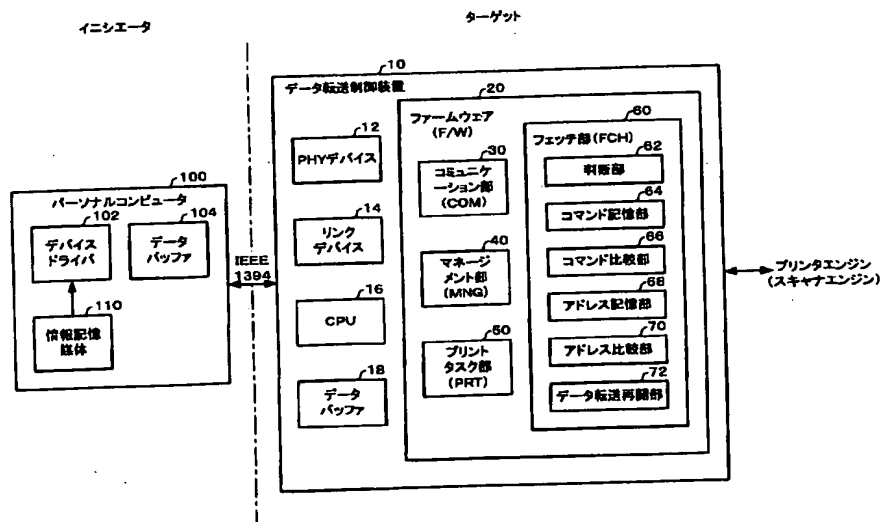 イニシエータ
ターゲット
10
データ転送制御装置
20
ファームウェア
(F/W)
60
フェッチ部(FCH)
12
PHYデバイス
30
コミュニケ
ーション部
(COM)
62
判断部
64
コマンド記憶部
100
パーソナルコンピュータ
102
デバイス
ドライバ
104
データ
バッファ
14
リンク
デバイス
IEEE
1394
40
マネージ
メント部
(MNG)
66
コマンド比較部
プリンタエンジン
(スキャナエンジン)
68
アドレス記憶部
110
情報記憶
媒体
16
CPU
50
プリント
タスク部
(PRT)
70
アドレス比較部
18
データ
バッファ
72
データ転送再開部